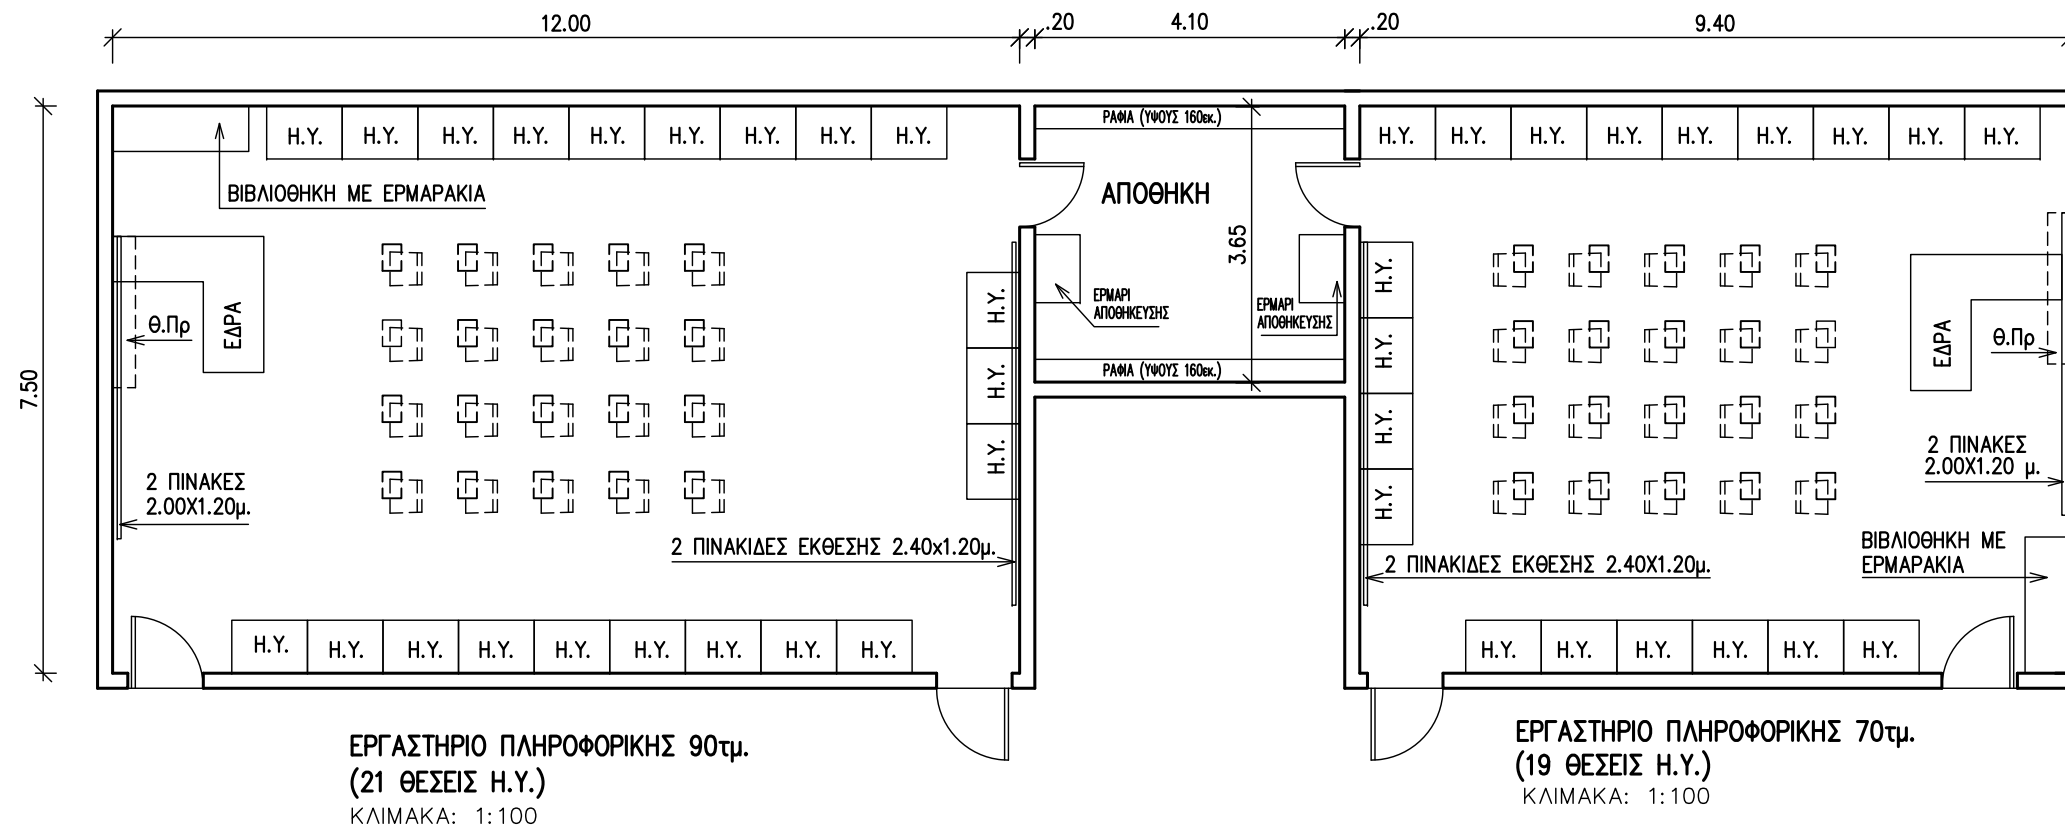 12.00
.20
4.10
.20
9.40
Η.Υ. Η.Υ. Η.Υ. Η.Υ. Η.Υ. Η.Υ. Η.Υ. Η.Υ. Η.Υ.
ΡΑΦΙΑ (ΥΨΟΥΣ 160εκ.)
Η.Υ. Η.Υ. Η.Υ. Η.Υ. Η.Υ. Η.Υ. Η.Υ. Η.Υ. Η.Υ.
ΒΙΒΛΙΟΘΗΚΗ ΜΕ ΕΡΜΑΡΑΚΙΑ
ΑΠΟΘΗΚΗ
3.65
7.50
Θ.Πρ
ΕΔΡΑ
Η.Υ.
Η.Υ.
Η.Υ.
ΕΡΜΑΡΙ
ΑΠΟΘΗΚΕΥΣΗΣ
ΕΡΜΑΡΙ
ΑΠΟΘΗΚΕΥΣΗΣ
ΡΑΦΙΑ (ΥΨΟΥΣ 160εκ.)
Η.Υ.
Η.Υ.
Η.Υ.
Η.Υ.
ΕΔΡΑ
Θ.Πρ
2 ΠΙΝΑΚΕΣ
2.00Χ1.20μ.
2 ΠΙΝΑΚΙΔΕΣ ΕΚΘΕΣΗΣ 2.40x1.20μ.
2 ΠΙΝΑΚΕΣ
2.00Χ1.20 μ.
ΒΙΒΛΙΟΘΗΚΗ ΜΕ
ΕΡΜΑΡΑΚΙΑ
2 ΠΙΝΑΚΙΔΕΣ ΕΚΘΕΣΗΣ 2.40Χ1.20μ.
Η.Υ. Η.Υ. Η.Υ. Η.Υ. Η.Υ. Η.Υ. Η.Υ. Η.Υ. Η.Υ.
Η.Υ. Η.Υ. Η.Υ. Η.Υ. Η.Υ. Η.Υ.
ΕΡΓΑΣΤΗΡΙΟ ΠΛΗΡΟΦΟΡΙΚΗΣ 90τμ.
(21 ΘΕΣΕΙΣ Η.Υ.)
ΚΛΙΜΑΚΑ: 1:100
ΕΡΓΑΣΤΗΡΙΟ ΠΛΗΡΟΦΟΡΙΚΗΣ 70τμ.
(19 ΘΕΣΕΙΣ Η.Υ.)
ΚΛΙΜΑΚΑ: 1:100